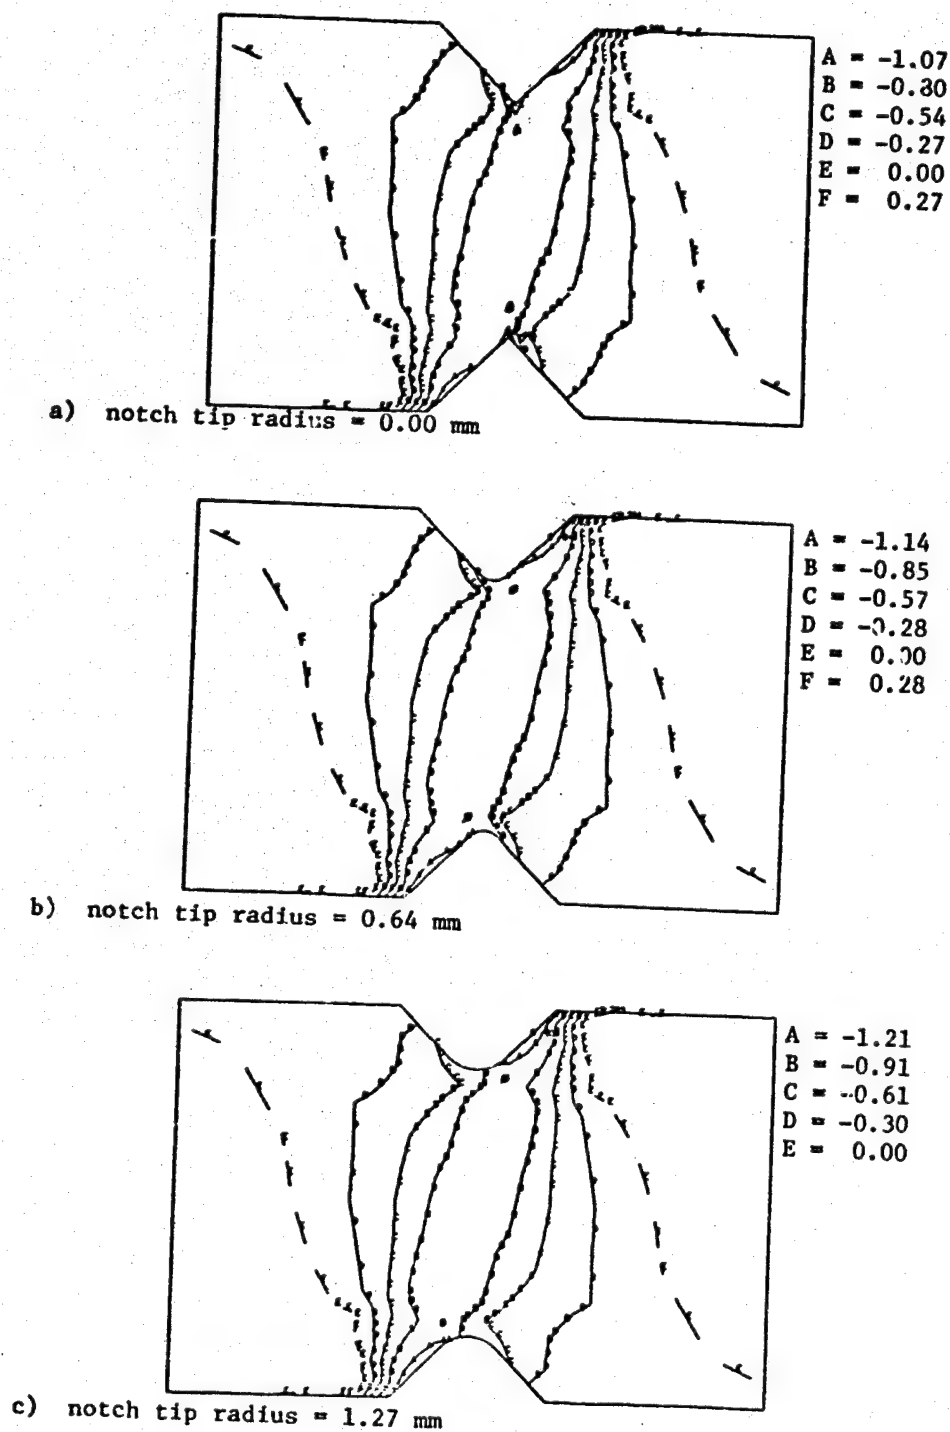 A = -1.07
B = -0.80
C = -0.54
D = -0.27
E = 0.00
F = 0.27
F
F
a) notch tip radius = 0.00 mm
A = -1.14
B = -0.85
C = -0.57
D = -0.28
E = 0.00
F = 0.28
F
F
b) notch tip radius = 0.64 mm
A = -1.21
B = -0.91
C = -0.61
D = -0.30
E = 0.00
F
F
c) notch tip radius = 1.27 mm